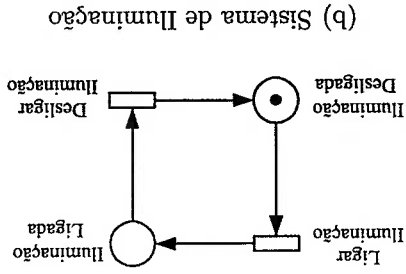 Iluminação
Ligada
Ligar
Iluminação
Desligar
Iluminação
Iluminação
Desligada
(b) Sistema de Iluminação